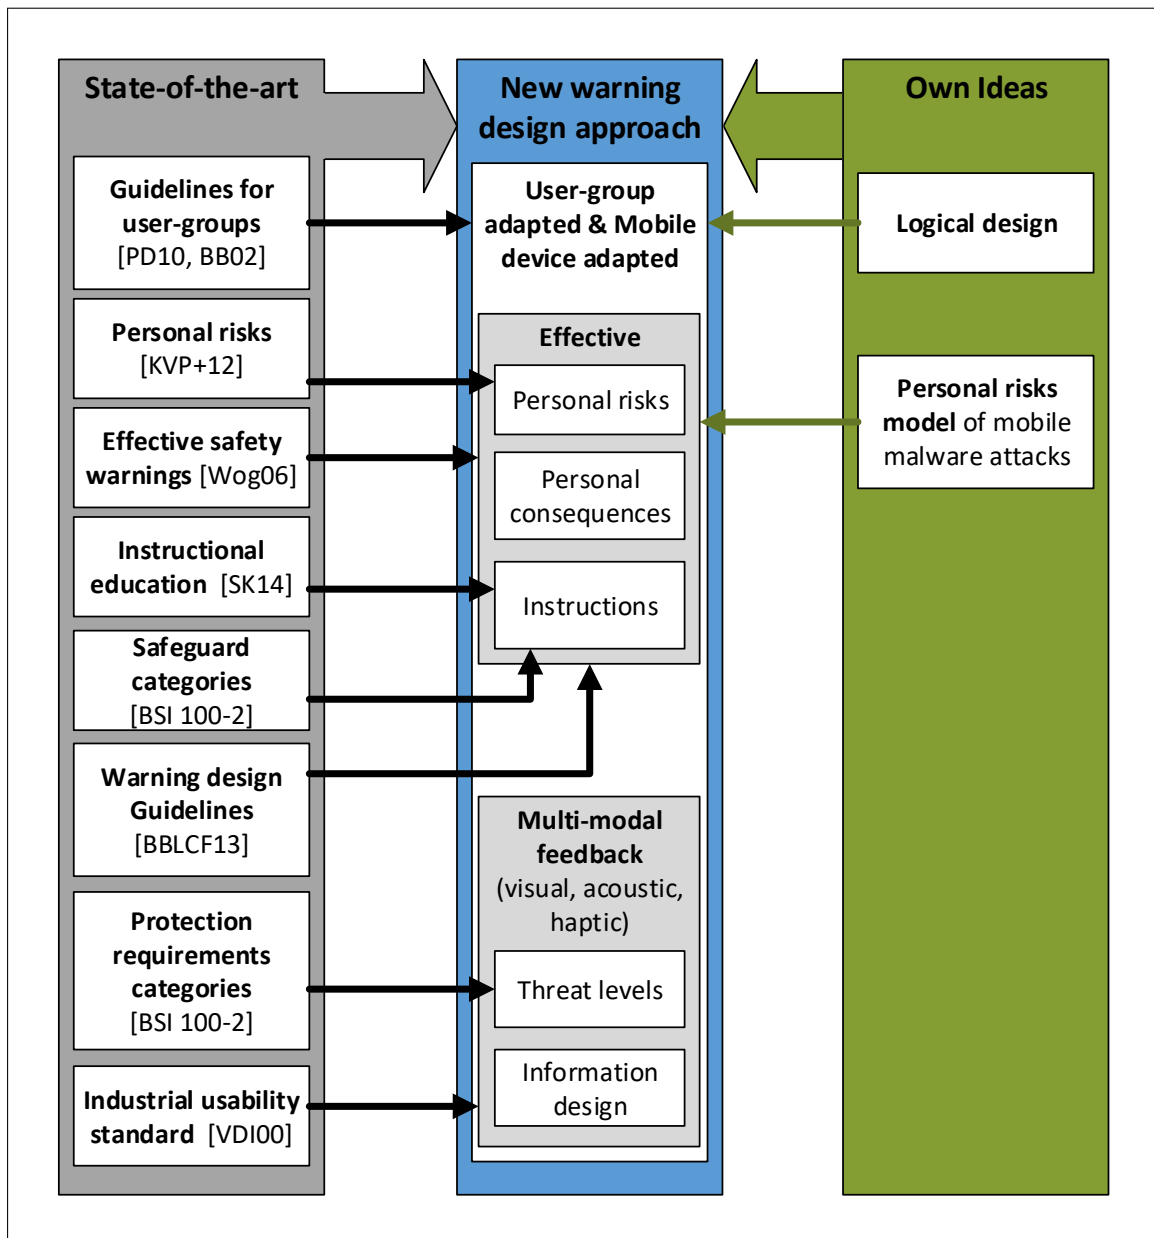 State-of-the-art
Guidelines for
user-groups
[PD10, BB02]
Personal risks
[KVP+12]
Effective safety
warnings [Wog06]
Instructional
education [SK14]
Safeguard
categories
[BSI 100-2]
Warning design
Guidelines
[BBLCF13]
Protection
requirements
categories
[BSI 100-2]
Industrial usability
standard [VDI00]
New warning
design approach
User-group
adapted & Mobile
device adapted
Effective
Personal risks
Personal
consequences
Instructions
Multi-modal
feedback
(visual, acoustic,
haptic)
Threat levels
Information
design
Own Ideas
Logical design
Personal risks
model of mobile
malware attacks